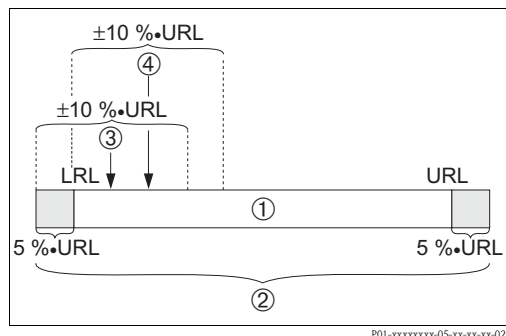 ±10 %•URL
④
±10 %•URL
③
LRL URL
①
5 %•URL 5 %•URL
②
P01-xxxxxxxx-05-xx-xx-xx-02